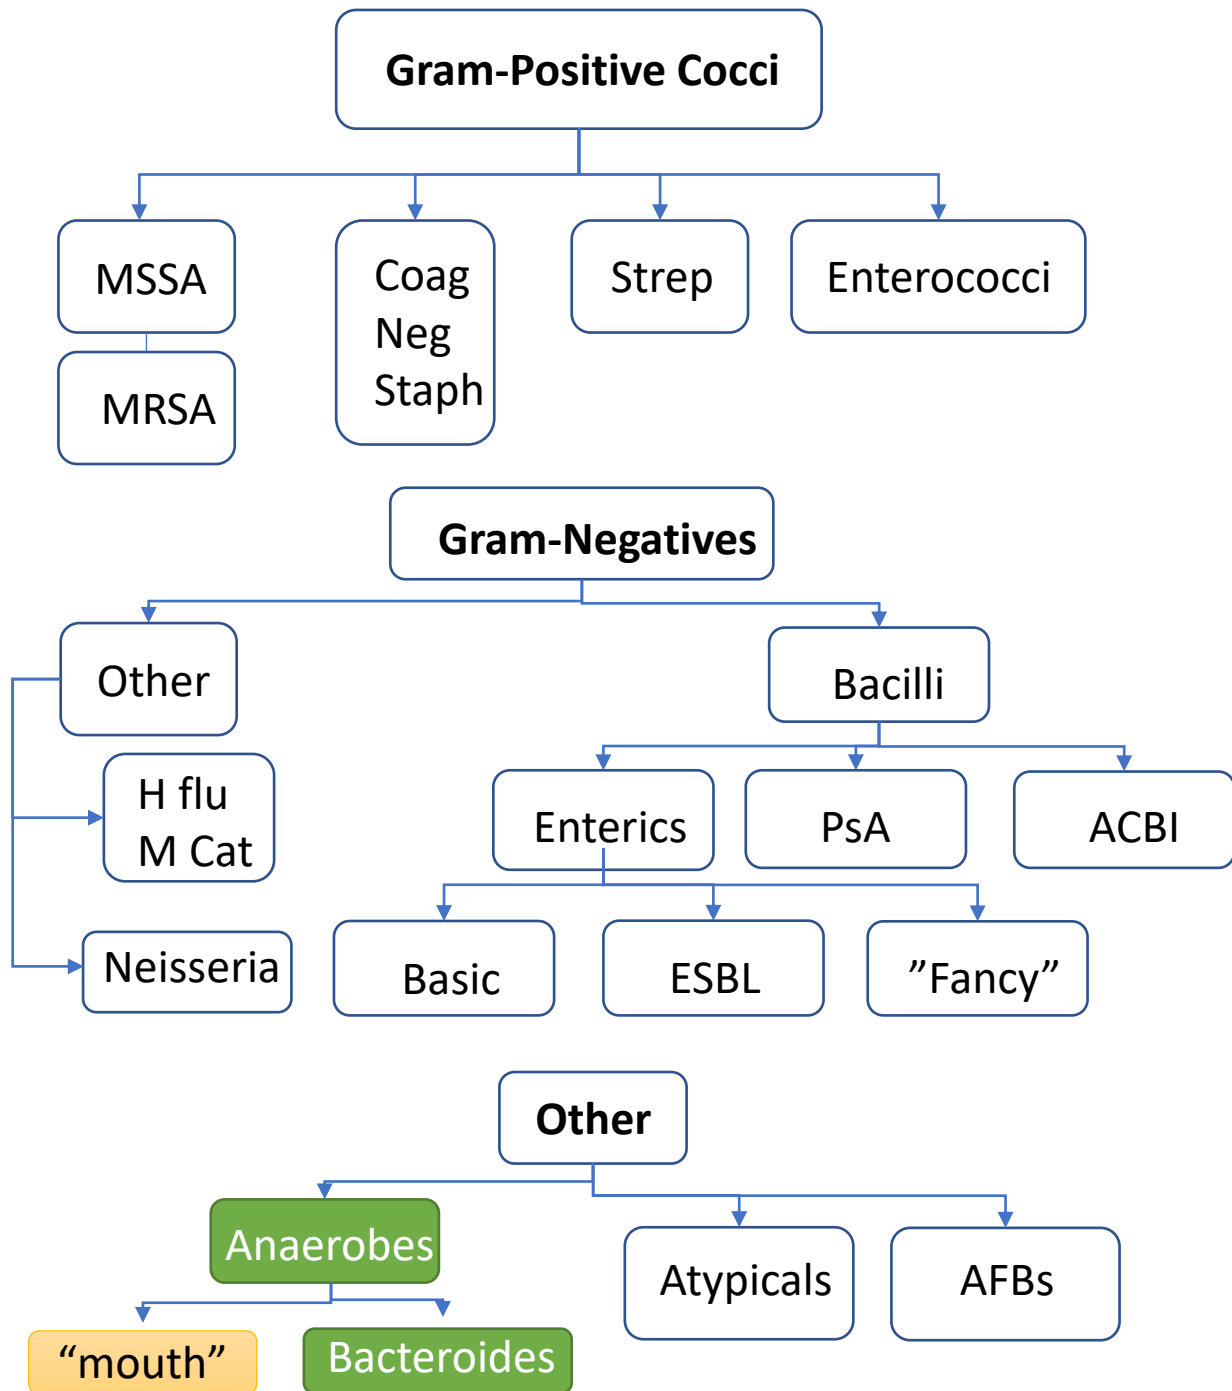 Gram-Positive Cocci
MSSA
MRSA
Coag
Neg
Staph
Strep
Enterococci
Gram-Negatives
Other
H flu
M Cat
Neisseria
Bacilli
Enterics
PsA
ACBI
Basic
ESBL
”Fancy”
Other
Anaerobes
“mouth”
Bacteroides
Atypicals
AFBs